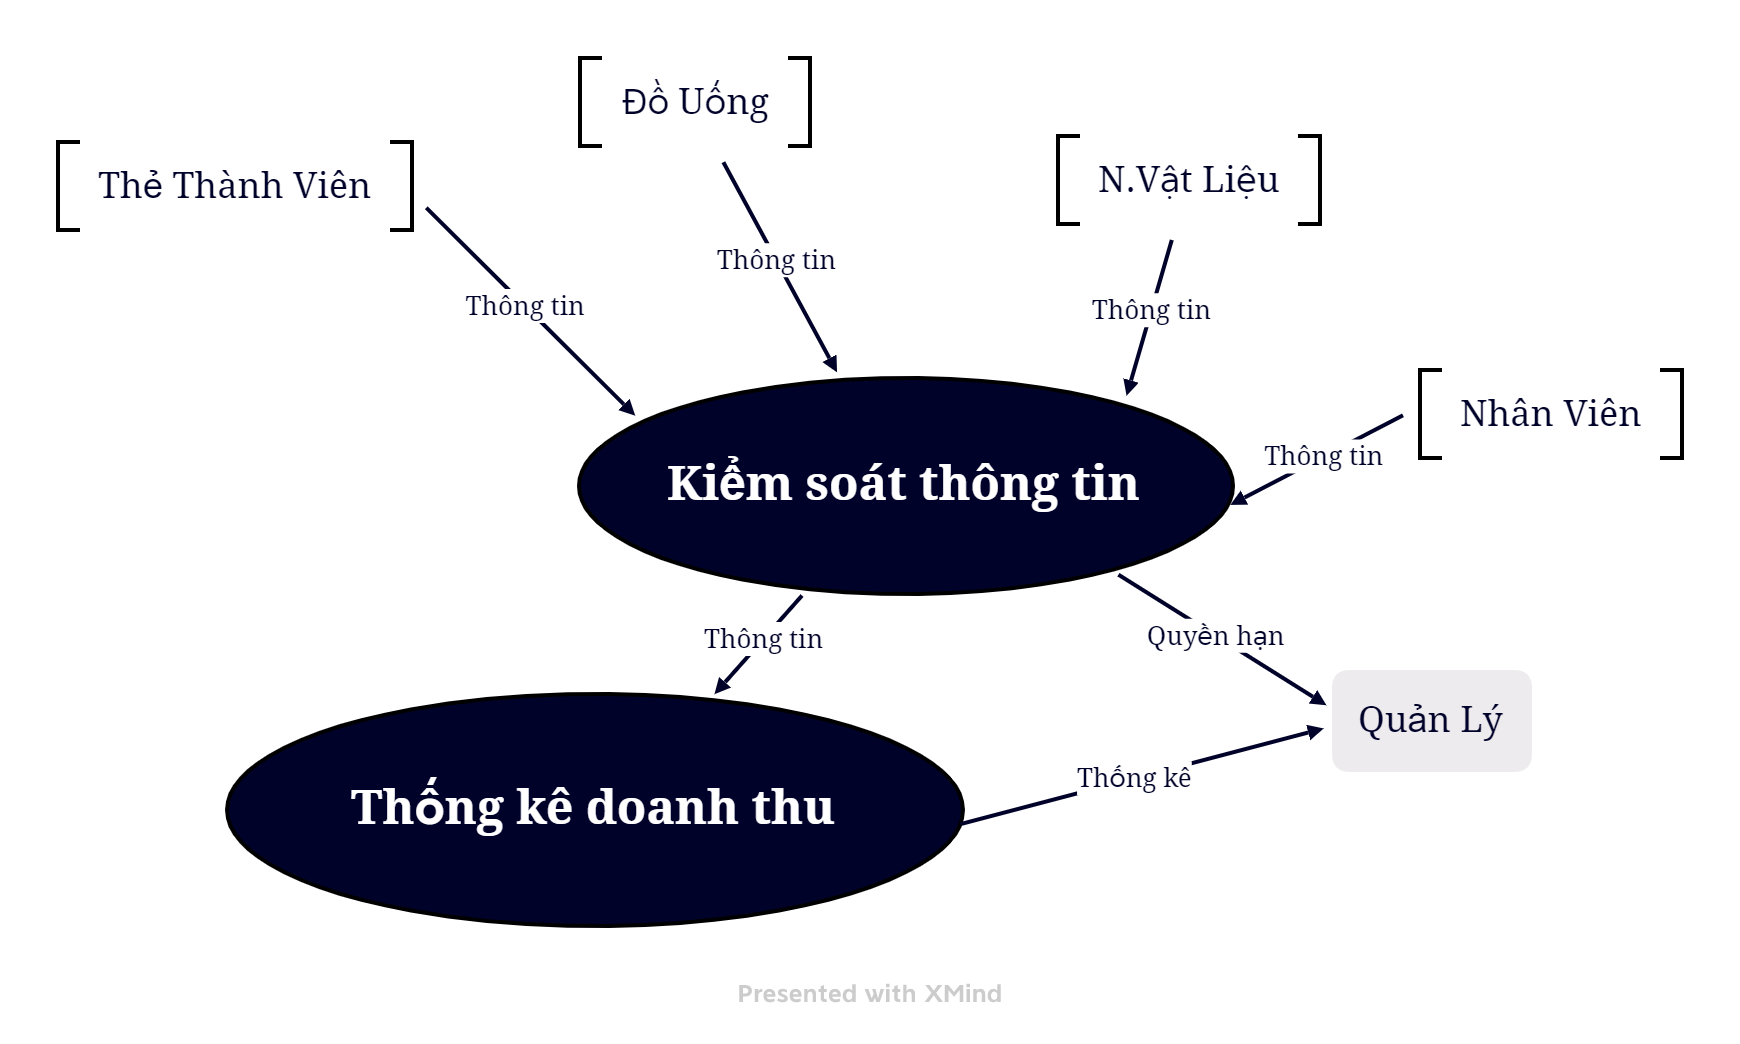 Đồ Uống
Thẻ Thành Viên
N.Vật Liệu
Thông tin
Thông tin
Thông tin
Nhân Viên
Thông tin
Kiểm soát thông tin
Thông tin
Quyền hạn
Quản Lý
Thống kê
Thống kê doanh thu
Presented with XMind